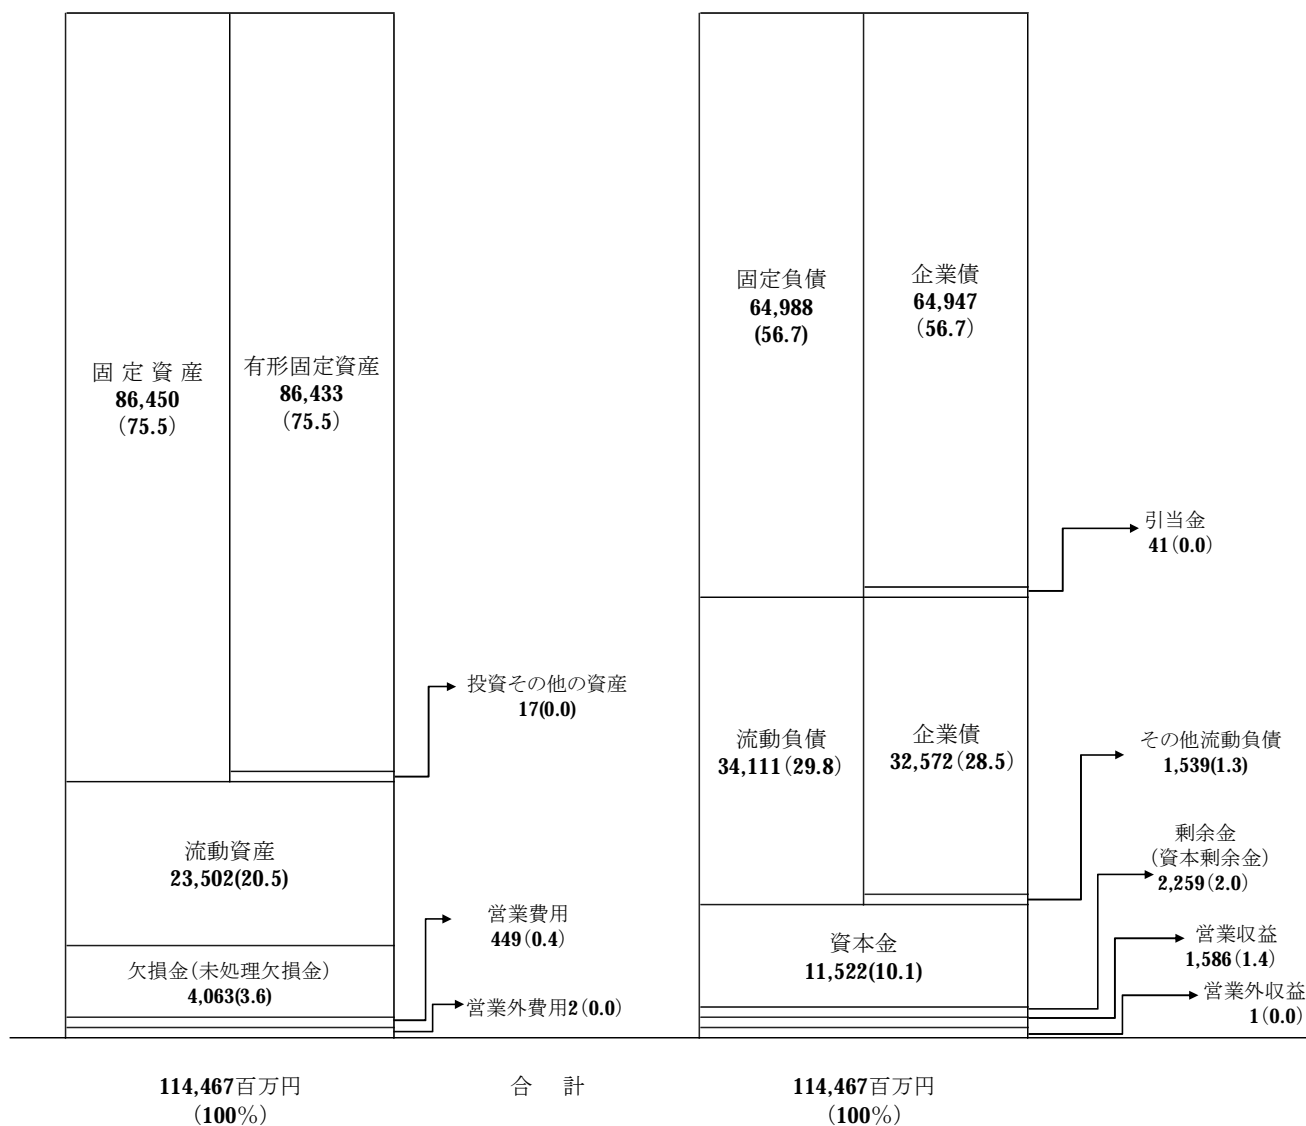 固 定 資 産
86,450
(75.5)
有形固定資産
86,433
(75.5)
投資その他の資産
17(0.0)
流動資産
23,502(20.5)
営業費用
449(0.4)
欠損金(未処理欠損金)
4,063(3.6)
営業外費用2(0.0)
固定負債
64,988
(56.7)
企業債
64,947
(56.7)
引当金
41(0.0)
流動負債
34,111(29.8)
企業債
32,572(28.5)
その他流動負債
1,539(1.3)
剰余金
(資本剰余金)
2,259(2.0)
資本金
11,522(10.1)
営業収益
1,586(1.4)
営業外収益
1(0.0)
114,467百万円
(100%)
合 計
114,467百万円
(100%)